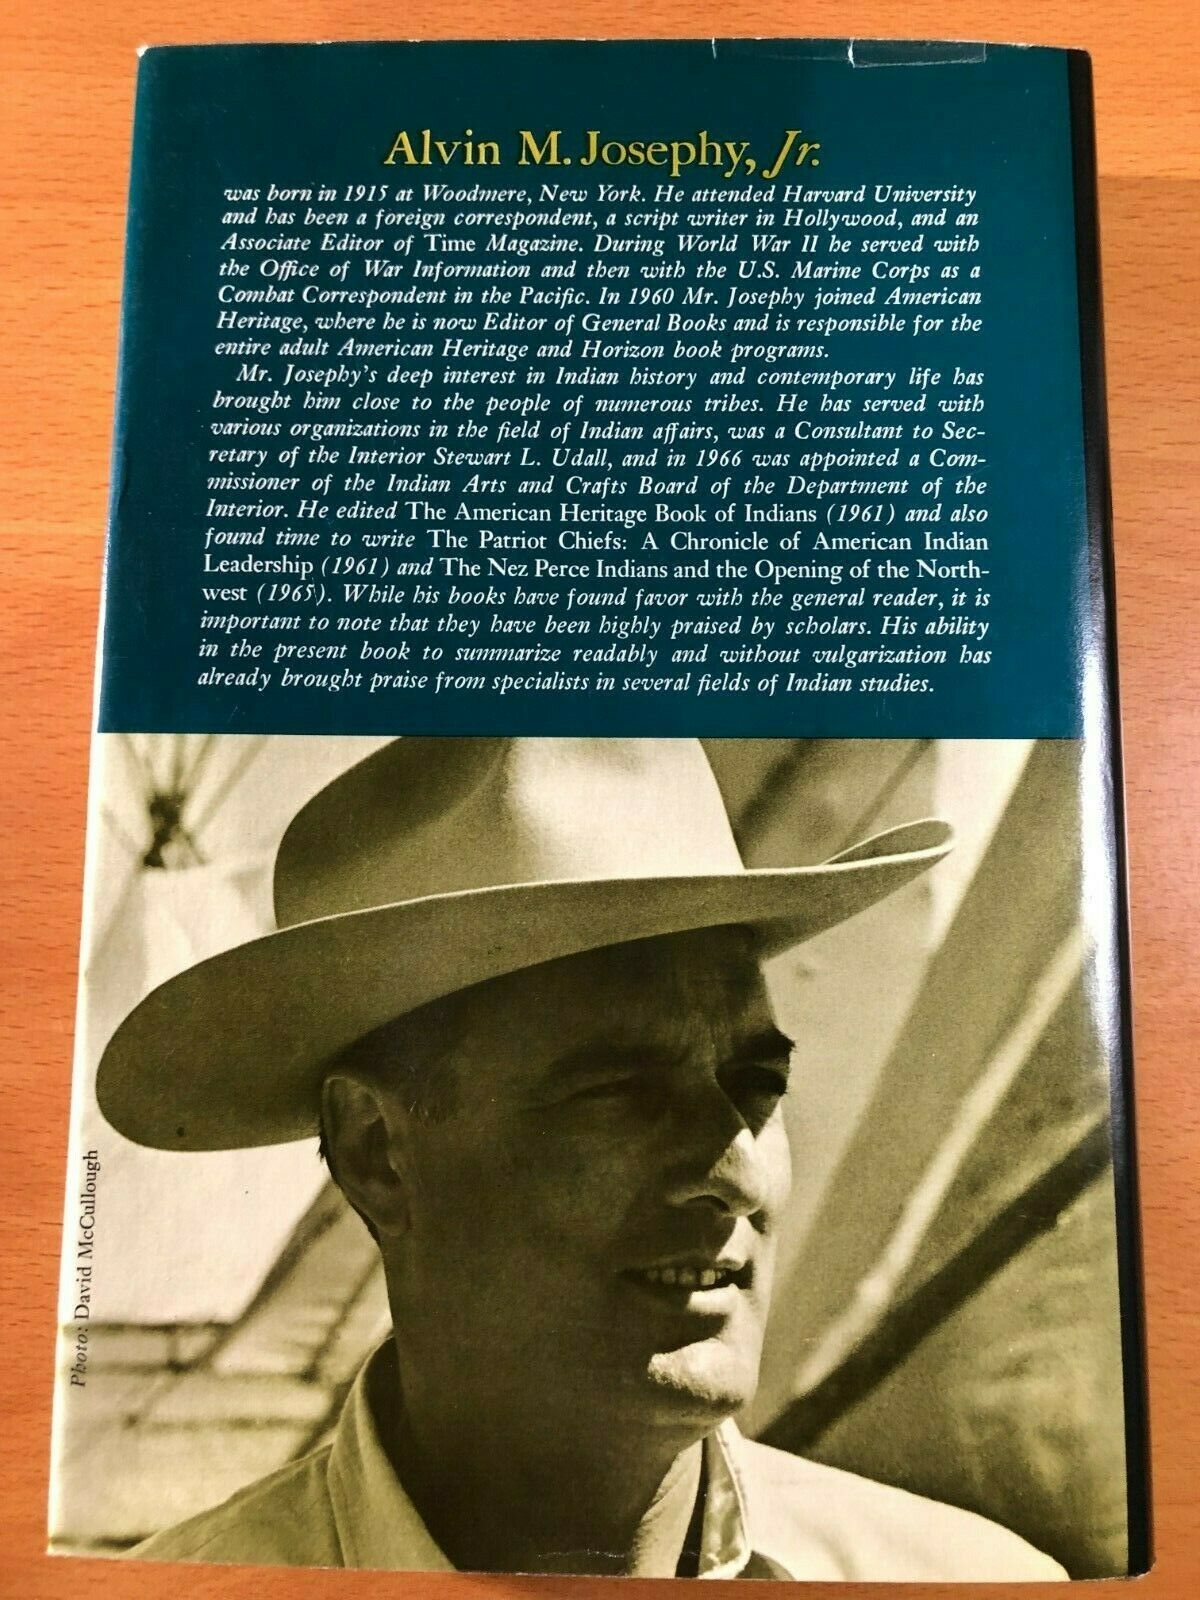 Alvin M. Josephy, Jr.
was born in 1915 at Woodmere, New York. He attended Harvard University
and has been a foreign correspondent, a script writer in Hollywood, and an
Associate Editor of Time Magazine. During World War II he served with
the Office of War Information and then with the U.S. Marine Corps as a
Combat Correspondent in the Pacific. In 1960 Mr. Josephy joined American
Heritage, where he is now Editor of General Books and is responsible for the
entire adult American Heritage and Horizon book programs.
Mr. Josephy's deep interest in Indian history and contemporary life has
brought him close to the people of numerous tribes. He has served with
various organizations in the field of Indian affairs, was a Consultant to Sec-
retary of the Interior Stewart L. Udall, and in 1966 was appointed a Com-
missioner of the Indian Arts and Crafts Board of the Department of the
Interior. He edited The American Heritage Book of Indians (1961) and also
found time to write The Patriot Chiefs: A Chronicle of American Indian
Leadership (1961) and The Nez Perce Indians and the Opening of the North-
west (1965). While his books have found favor with the general reader, it is
important to note that they have been highly praised by scholars. His ability
in the present book to summarize readably and without vulgarization has
already brought praise from specialists in several fields of Indian studies.
Photo: David McCullough